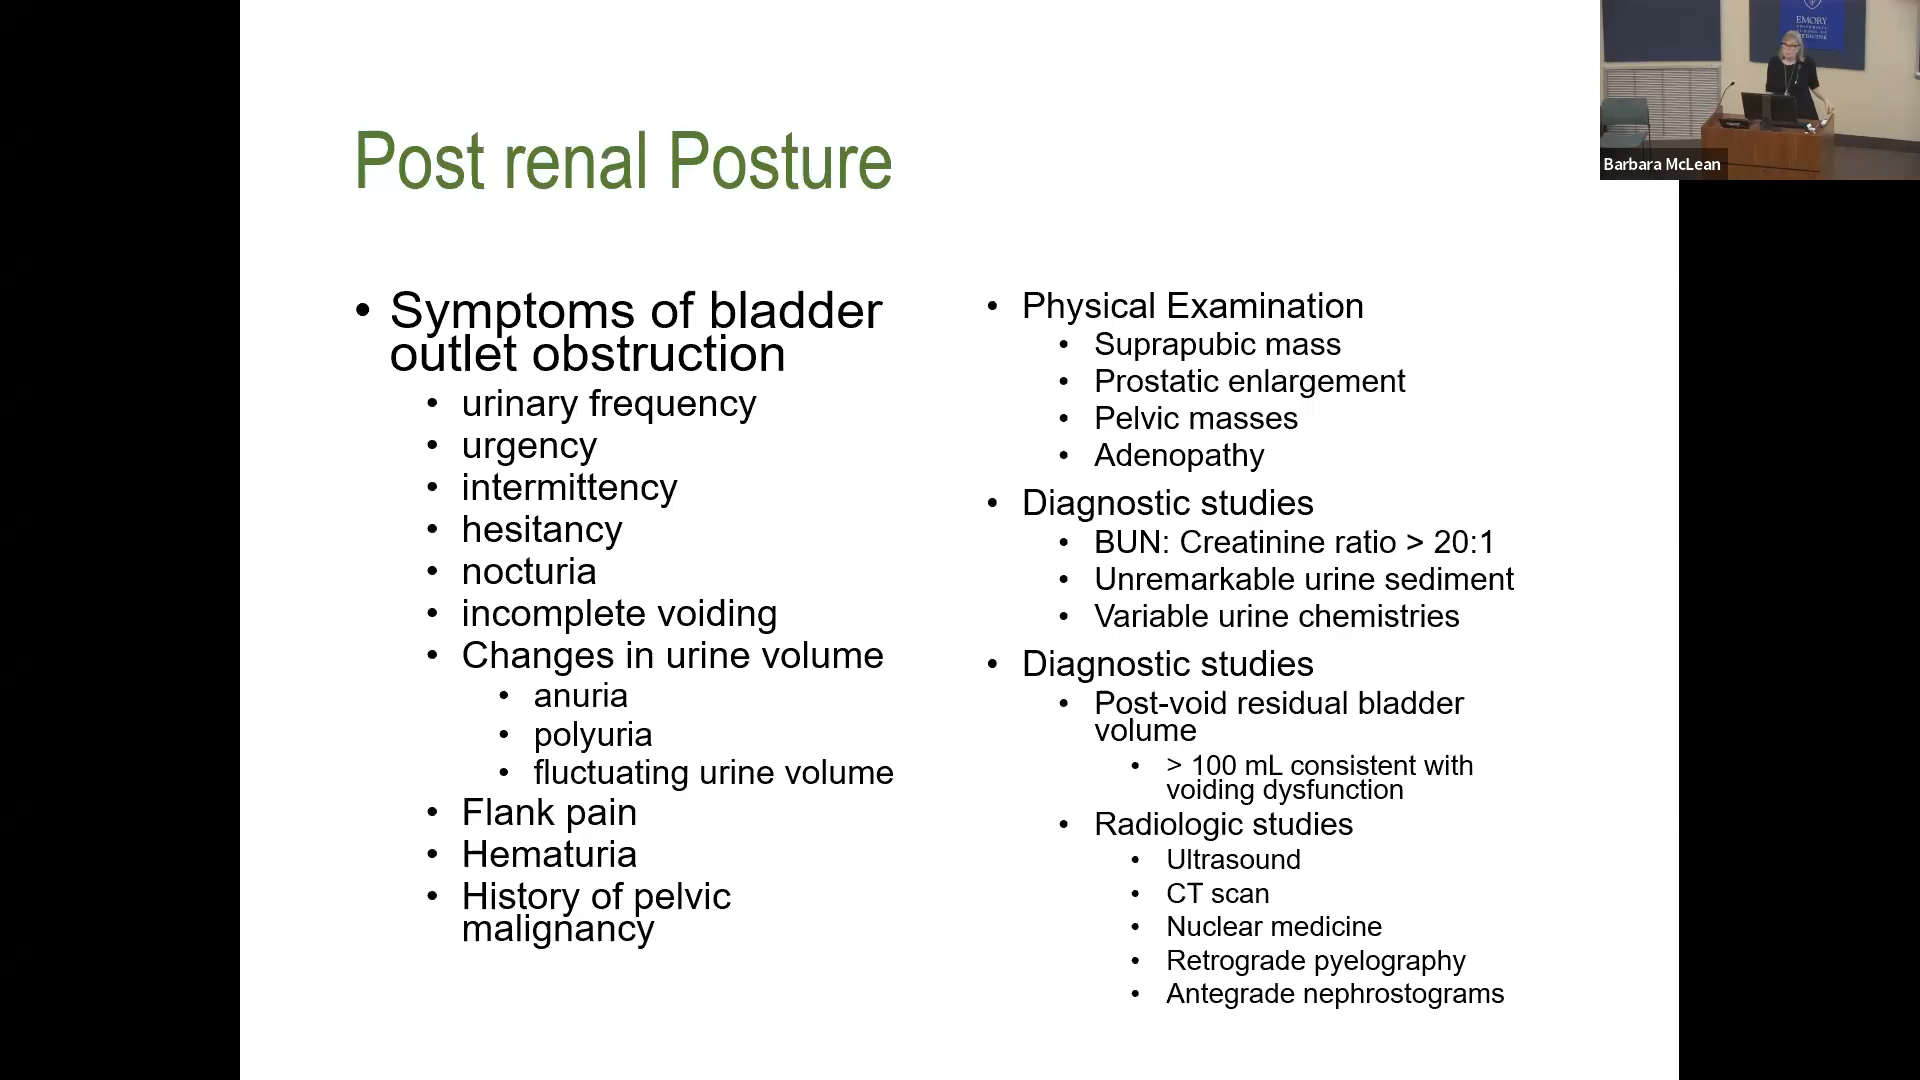 Post renal Posture
• Symptoms of bladder
outlet obstruction
• urinary frequency
• urgency
• intermittency
• hesitancy
• nocturia
• incomplete voiding
• Changes in urine volume
• anuria
• polyuria
• fluctuating urine volume
• Flank pain
• Hematuria
• History of pelvic
malignancy
• Physical Examination
• Suprapubic mass
• Prostatic enlargement
• Pelvic masses
• Adenopathy
• Diagnostic studies
• BUN: Creatinine ratio > 20:1
• Unremarkable urine sediment
• Variable urine chemistries
• Diagnostic studies
• Post-void residual bladder
volume
• > 100 mL consistent with
voiding dysfunction
• Radiologic studies
• Ultrasound
• CT scan
• Nuclear medicine
• Retrograde pyelography
• Antegrade nephrostograms
EMORY
UNIVERSITY
SCHOOL OF
MEDICINE
Barbara McLean